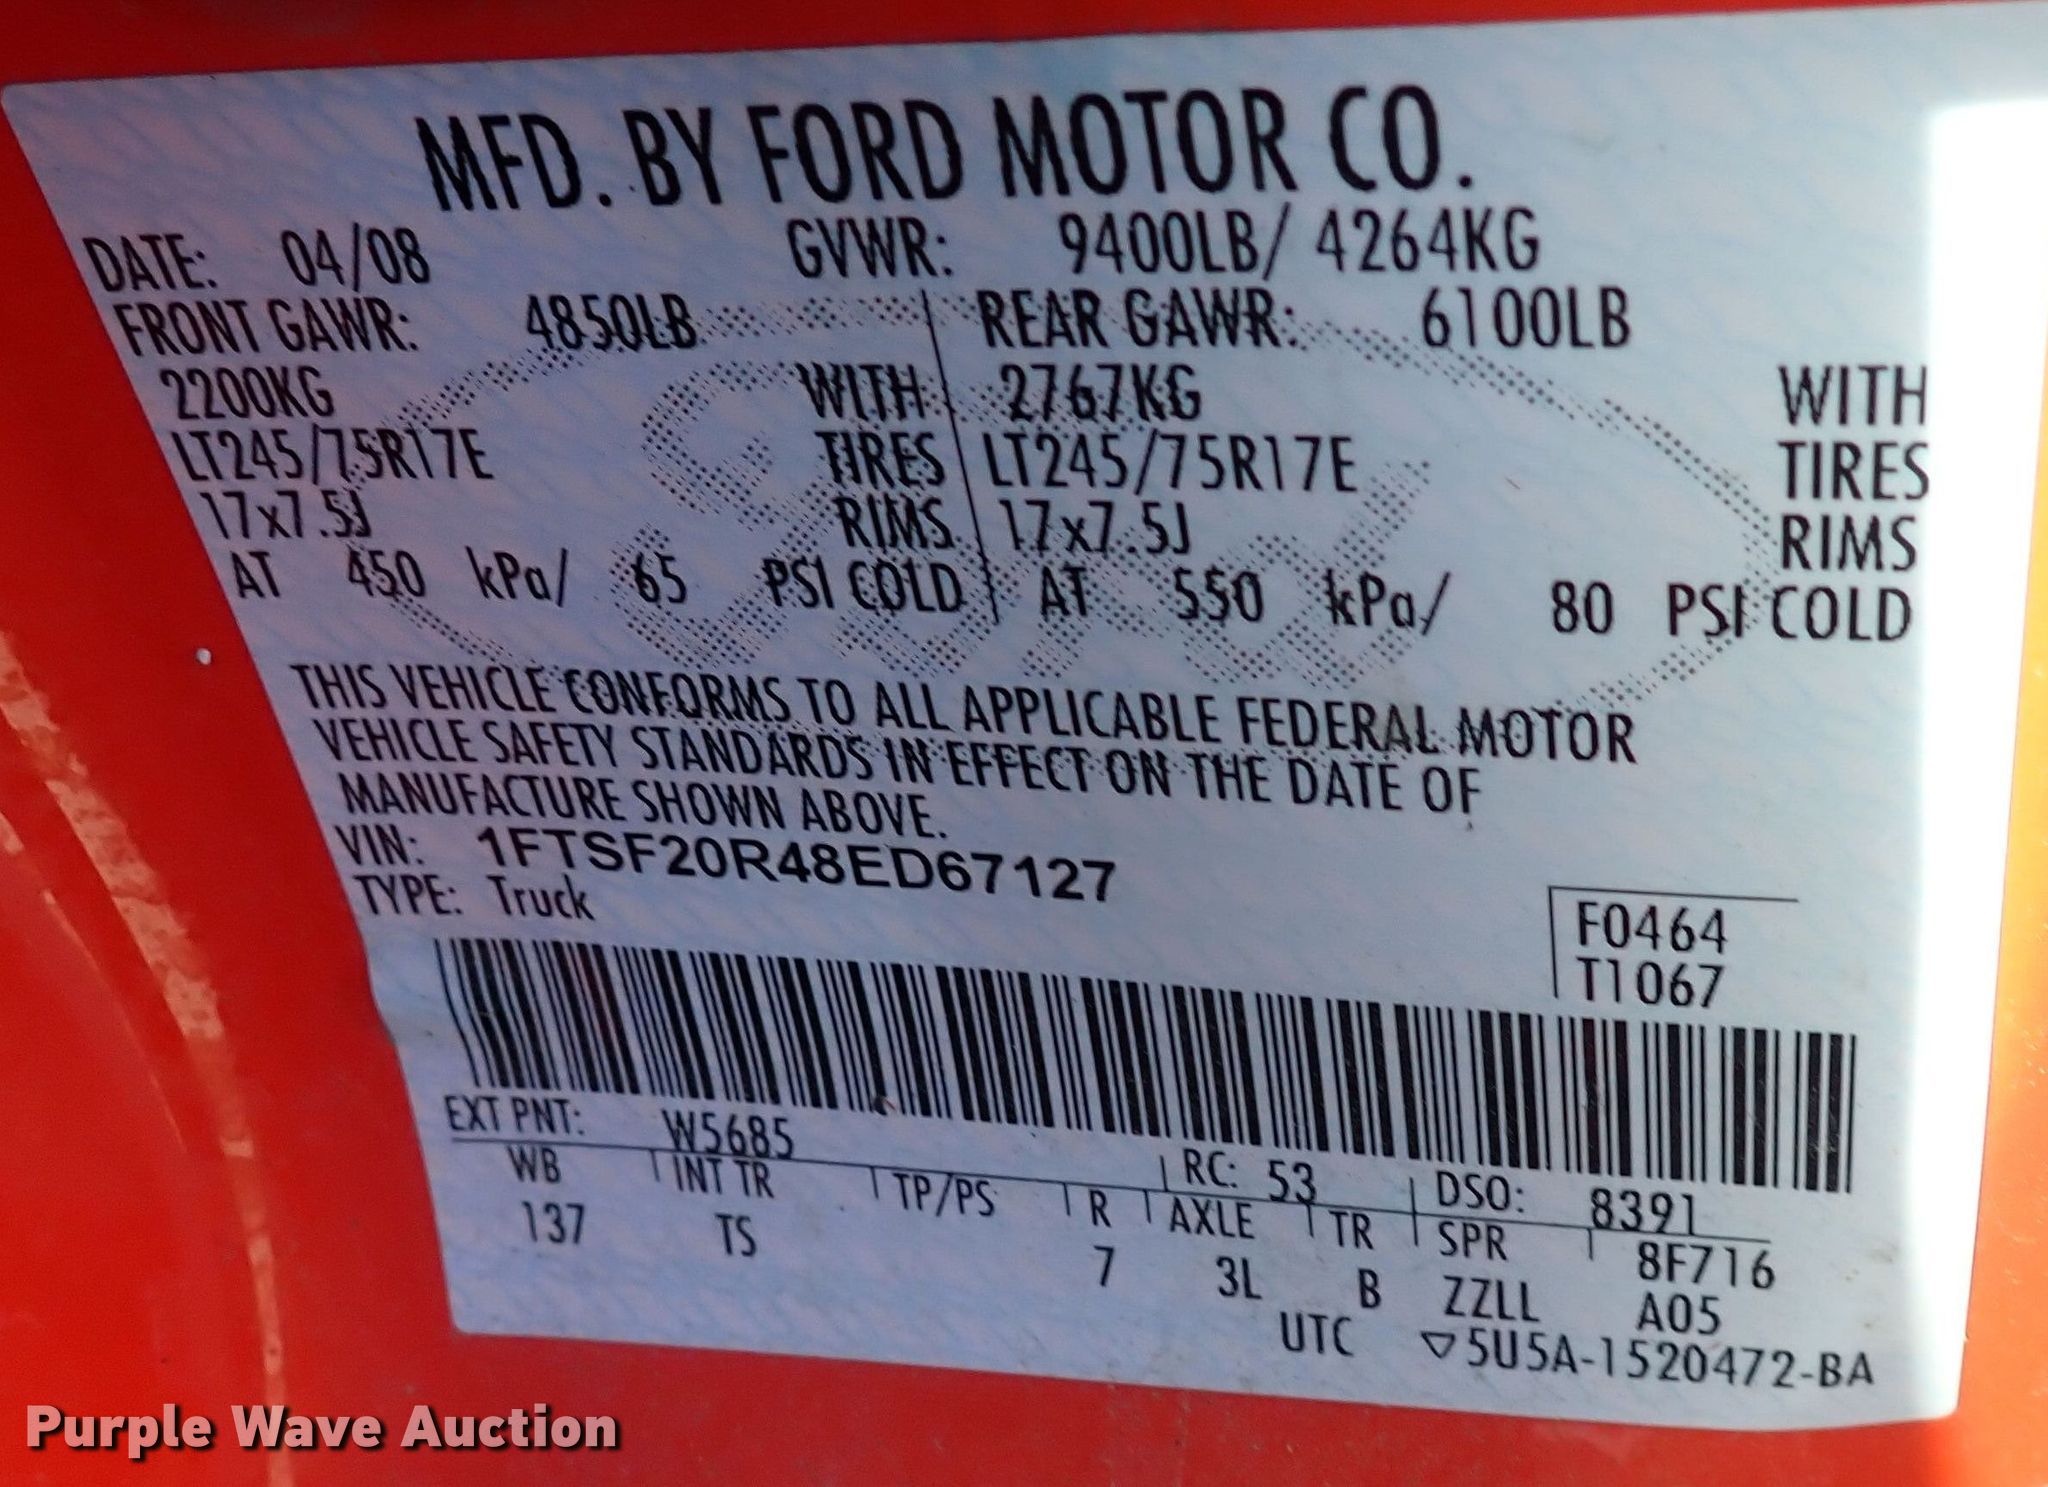 MFD. BY FORD MOTOR CO.
DATE: 04/08 GVWR: 9400LB/ 4264KG
FRONT GAWR: 4850LB REAR GAWR: 6100LB
2200KG WITH 2767KG WITH
LT245/75R17E TIRES LT245/75R17E TIRES
17x7.5J RIMS 17x7.5J RIMS
AT 450 kPa/ 65 PSI COLD AT 550 kPa/ 80 PSI COLD
THIS VEHICLE CONFORMS TO ALL APPLICABLE FEDERAL MOTOR
VEHICLE SAFETY STANDARDS IN EFFECT ON THE DATE OF
MANUFACTURE SHOWN ABOVE.
VIN: 1FTSF20R48ED67127
TYPE: Truck
F0464
T1067
EXT PNT: W5685 RC: 53 DSO: 8391
WB INT TR TP/PS R AXLE TR SPR 8F716
137 TS 7 3L B ZZLL A05
UTC ▽5U5A-1520472-BA
Purple Wave Auction